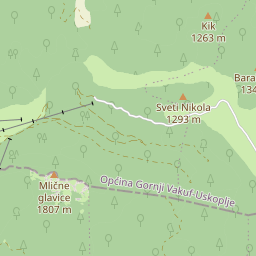 Kik
1263 m
Bara
134
Sveti Nikola
1293 m
Općina Gornji Vakuf-Uskoplje
Mlične
glavice
1807 m